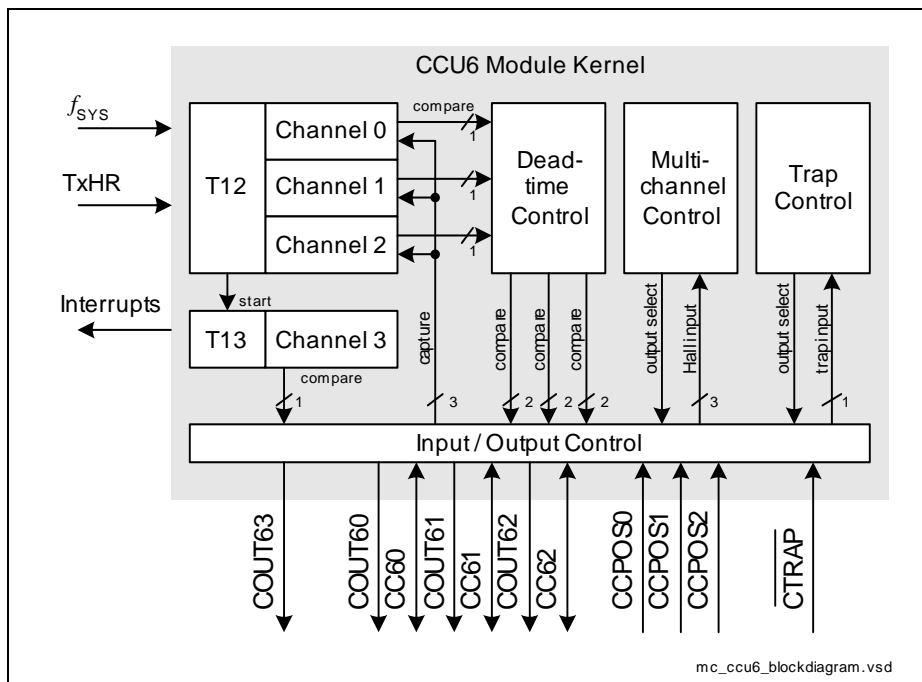 CCU6 Module Kernel
f SYS
TxHR
Interrupts
T12
Channel 0
Channel 1
Channel 2
compare
1
1
1
Dead-
time
Control
Multi-
channel
Control
Trap
Control
start
T13
Channel 3
compare
1
capture
3
compare
2
compare
2
compare
2
output select
Hall input
3
output select
trap input
1
Input / Output Control
COUT63
COUT60
CC60
COUT61
CC61
COUT62
CC62
CCPOS0
CCPOS1
CCPOS2
CTRAP
mc_ccu6_blockdiagram.vsd